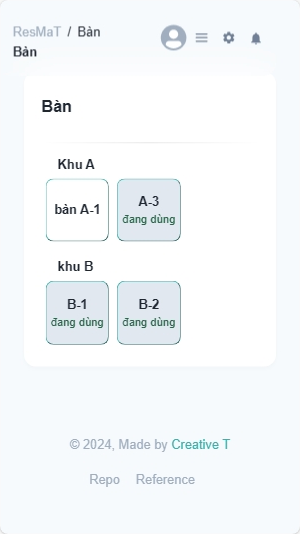 ResMaT / Bàn
Bàn
Bàn
Khu A
bàn A-1
A-3
đang dùng
khu B
B-1
đang dùng
B-2
đang dùng
© 2024, Made by Creative T
Repo Reference